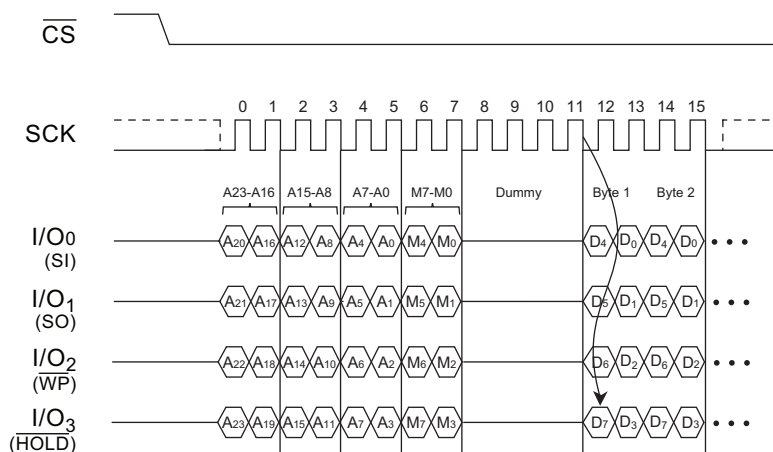 CS
SCK
0 1 2 3 4 5 6 7 8 9 10 11 12 13 14 15
A23-A16 A15-A8 A7-A0 M7-M0 Dummy Byte 1 Byte 2
I/O0 A20 A16 A12 A8 A4 A0 M4 M0 D4 D0 D4 D0 • • •
(SI)
I/O1 A21 A17 A13 A9 A5 A1 M5 M1 D5 D1 D5 D1 • • •
(SO)
I/O2 A22 A18 A14 A10 A6 A2 M6 M2 D6 D2 D6 D2 • • •
(WP)
I/O3 A23 A19 A15 A11 A7 A3 M7 M3 D7 D3 D7 D3 • • •
(HOLD)